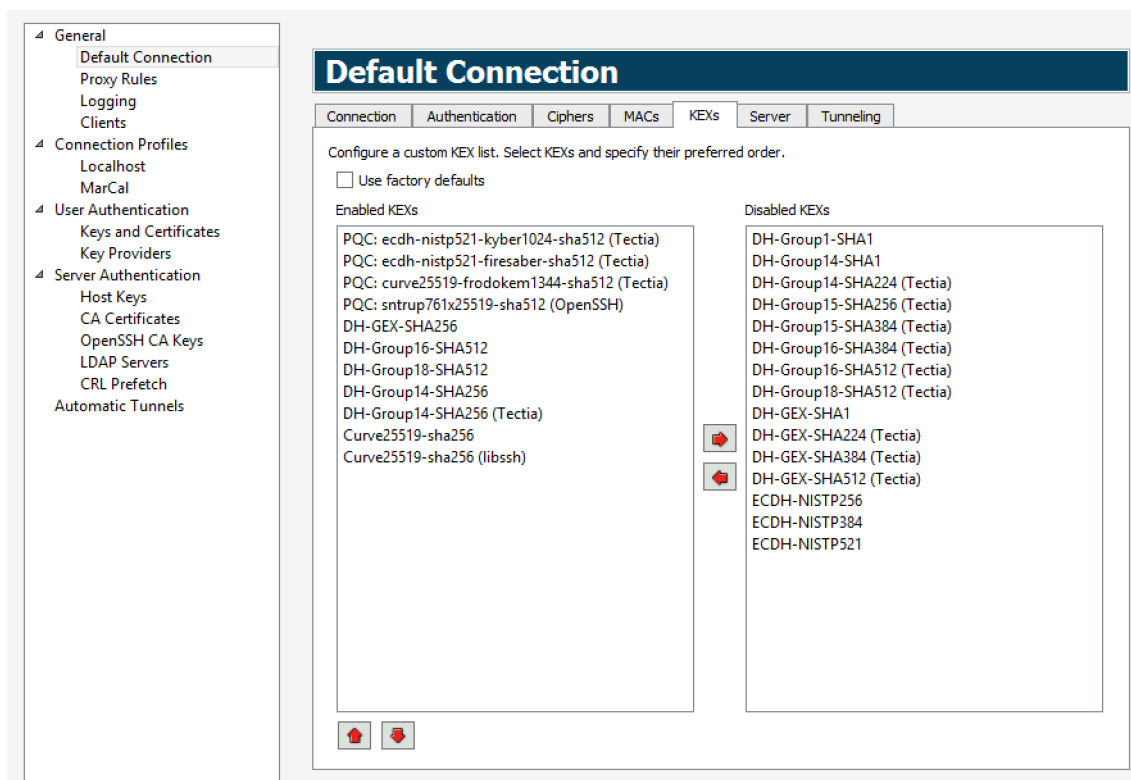 General
Default Connection
Proxy Rules
Logging
Clients
Connection Profiles
Localhost
MarCal
User Authentication
Keys and Certificates
Key Providers
Server Authentication
Host Keys
CA Certificates
OpenSSH CA Keys
LDAP Servers
CRL Prefetch
Automatic Tunnels
Default Connection
Connection Authentication Ciphers MACs KEXs Server Tunneling
Configure a custom KEX list. Select KEXs and specify their preferred order.
Use factory defaults
Enabled KEXs
PQC: ecdh-nistp521-kyber1024-sha512 (Tectia)
PQC: ecdh-nistp521-firesaber-sha512 (Tectia)
PQC: curve25519-frodokem1344-sha512 (Tectia)
PQC: sntrup761x25519-sha512 (OpenSSH)
DH-GEX-SHA256
DH-Group16-SHA512
DH-Group18-SHA512
DH-Group14-SHA256
DH-Group14-SHA256 (Tectia)
Curve25519-sha256
Curve25519-sha256 (libssh)
Disabled KEXs
DH-Group1-SHA1
DH-Group14-SHA1
DH-Group14-SHA224 (Tectia)
DH-Group15-SHA256 (Tectia)
DH-Group15-SHA384 (Tectia)
DH-Group16-SHA384 (Tectia)
DH-Group16-SHA512 (Tectia)
DH-Group18-SHA512 (Tectia)
DH-GEX-SHA1
DH-GEX-SHA224 (Tectia)
DH-GEX-SHA384 (Tectia)
DH-GEX-SHA512 (Tectia)
ECDH-NISTP256
ECDH-NISTP384
ECDH-NISTP521